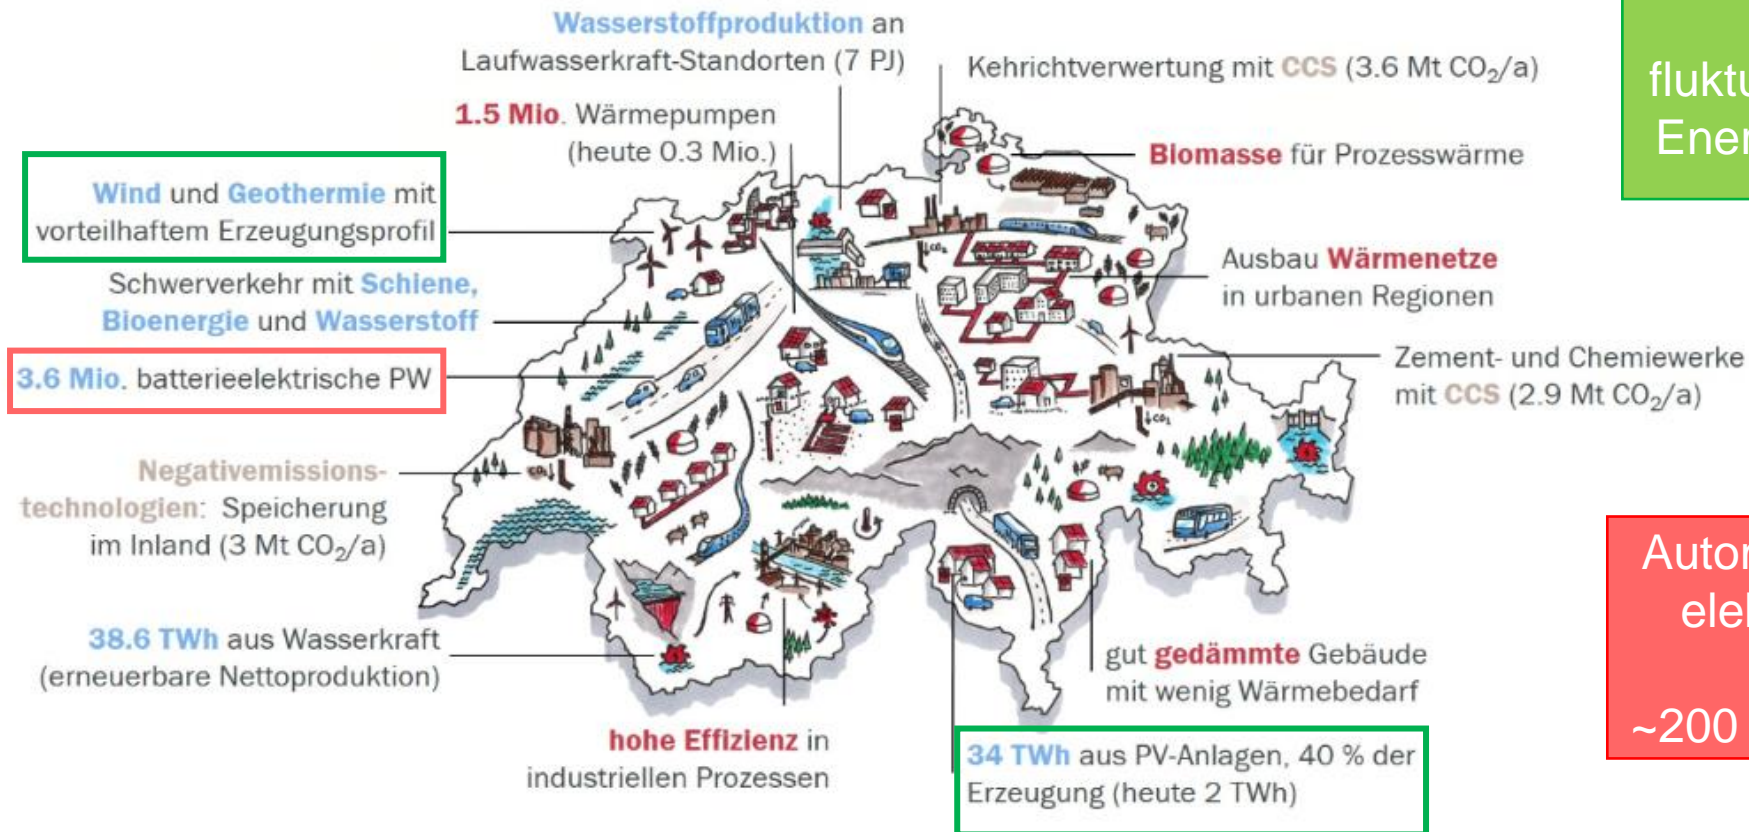 Wasserstoffproduktion an
Laufwasserkraft-Standorten (7 PJ)
Kehrichtverwertung mit CCS (3.6 Mt CO₂/a)
1.5 Mio. Wärmepumpen
(heute 0.3 Mio.)
Biomasse für Prozesswärme
Wind und Geothermie mit
vorteilhaftem Erzeugungsprofil
Ausbau Wärmenetze
in urbanen Regionen
Schwerverkehr mit Schiene,
Bioenergie und Wasserstoff
3.6 Mio. batterieelektrische PW
Zement- und Chemiewerke
mit CCS (2.9 Mt CO₂/a)
Negativemissions-
technologien: Speicherung
im Inland (3 Mt CO₂/a)
38.6 TWh aus Wasserkraft
(erneuerbare Nettoproduktion)
gut gedämmte Gebäude
mit wenig Wärmebedarf
hohe Effizienz in
industriellen Prozessen
34 TWh aus PV-Anlagen, 40 % der
Erzeugung (heute 2 TWh)
CO₂
CO₂
CO₂
~200